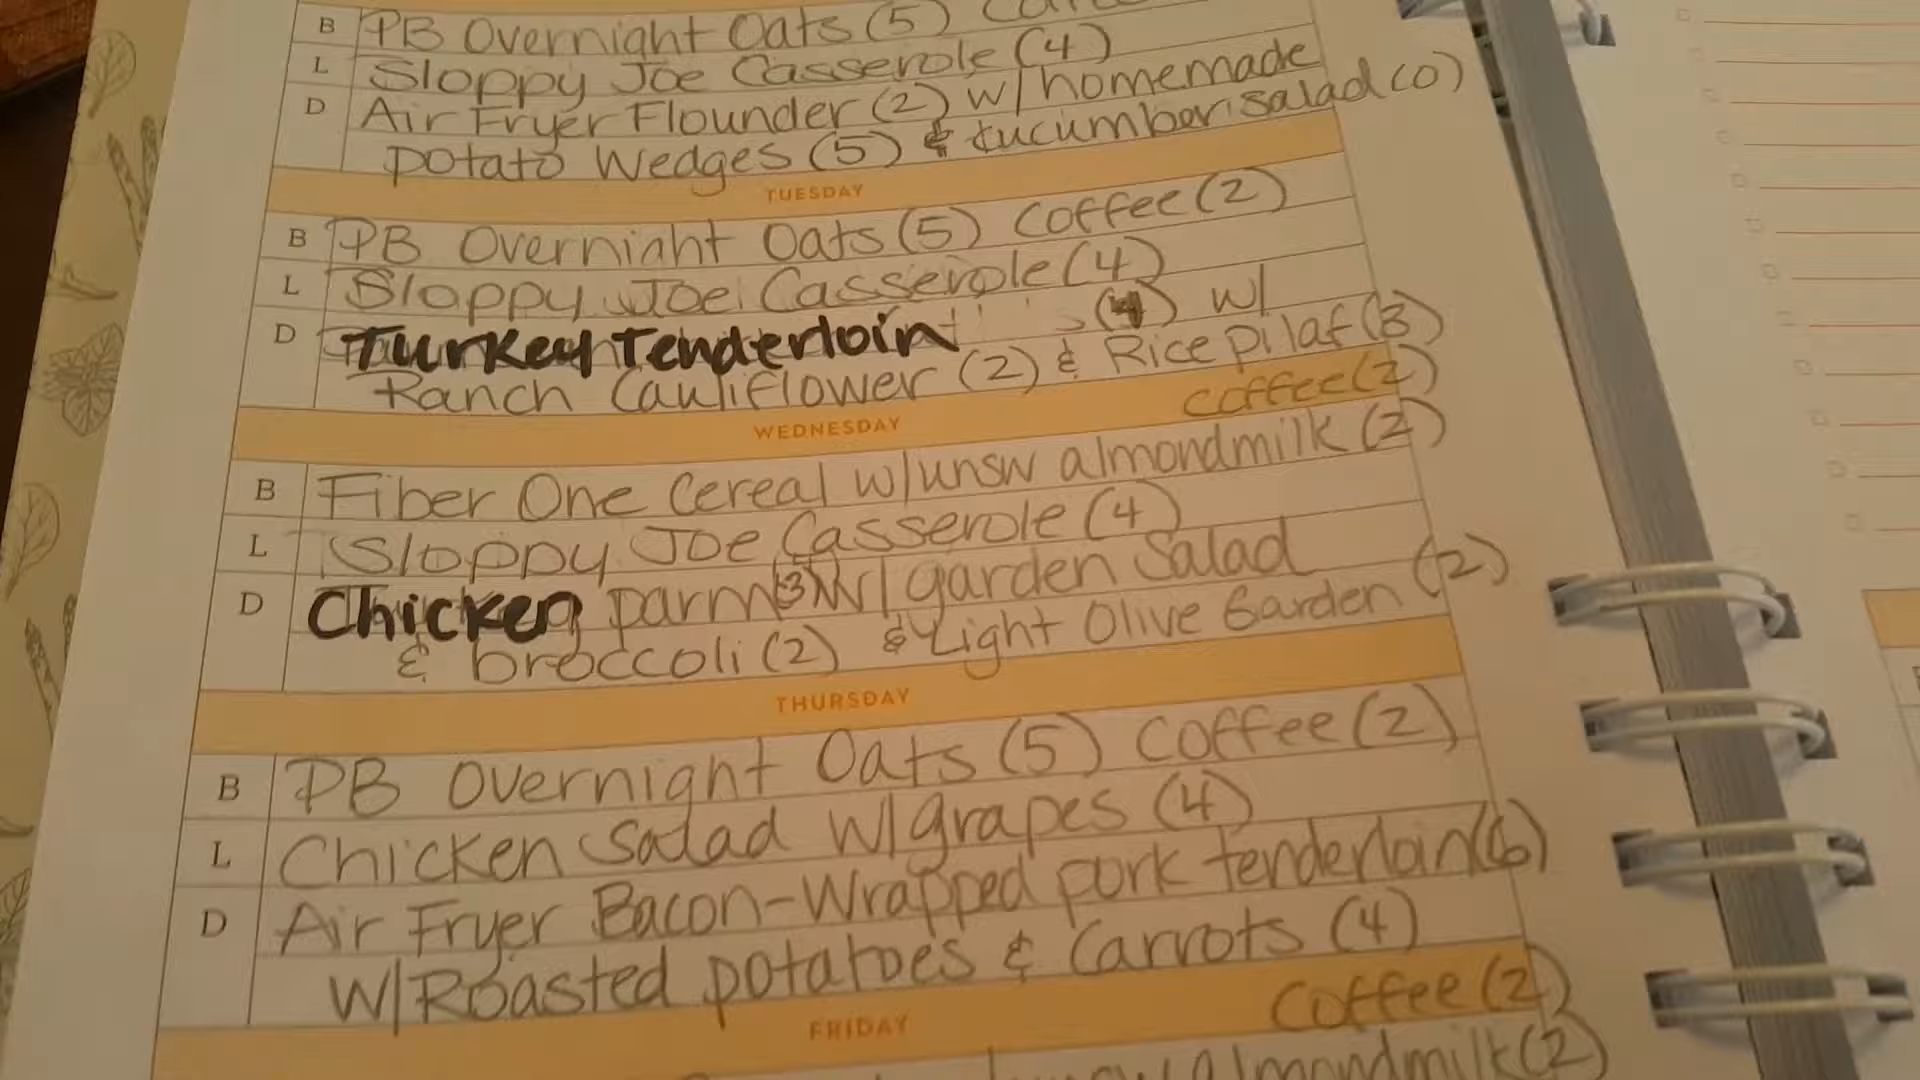 B PB Overnight Oats (5)
L Sloppy Joe Casserole (4)
D Air Fryer Flounder (2) w/homemade
potato Wedges (5) & cucumber salad (0)
TUESDAY
B PB Overnight Oats (5) Coffee (2)
L Sloppy Joe Casserole (4)
D Turkey Tenderloin (4) w/
Ranch Cauliflower (2) & Rice pilaf (3)
coffee (2)
WEDNESDAY
B Fiber One Cereal w/unsw almondmilk (2)
L Sloppy Joe Casserole (4)
D Chicken parm (3) w/garden Salad
& broccoli (2) & Light Olive Garden (2)
THURSDAY
B PB Overnight Oats (5) Coffee (2)
L Chicken Salad w/grapes (4)
D Air Fryer Bacon-Wrapped pork tenderloin (6)
w/Roasted potatoes & Carrots (4)
Coffee (2)
FRIDAY
almondmilk (2)